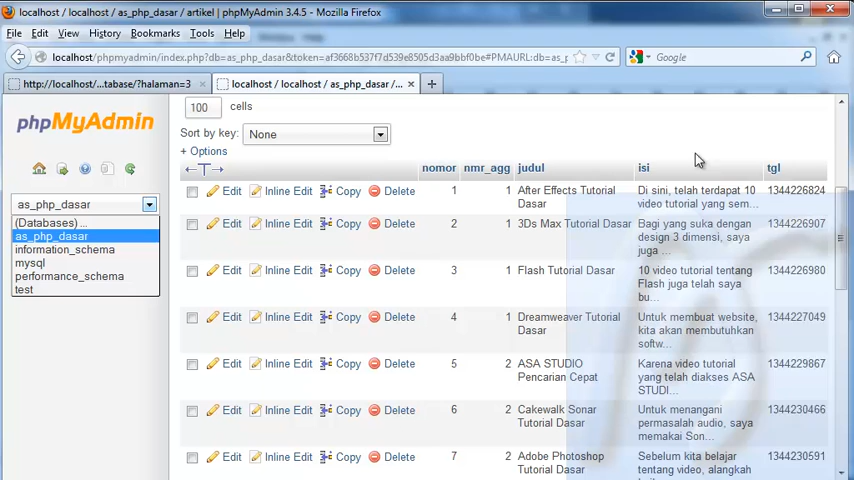 localhost / localhost / as_php_dasar / artikel | phpMyAdmin 3.4.5 - Mozilla Firefox
File Edit View History Bookmarks Tools Help
localhost/phpmyadmin/index.php?db=as_php_dasar&token=af3668b537f7d539e8505d3aa9bbf0be#PMAURL:db=as_p
Google
http://localhost/...tabase/?halaman=3
localhost / localhost / as_php_dasar /...
phpMyAdmin
as_php_dasar
(Databases) ...
as_php_dasar
information_schema
mysql
performance_schema
test
100 cells
Sort by key: None
+ Options
nomor nmr_agg judul isi tgl
Edit Inline Edit Copy Delete 1 1 After Effects Tutorial Di sini, telah terdapat 10 1344226824
Dasar video tutorial yang sem...
Edit Inline Edit Copy Delete 2 1 3Ds Max Tutorial Dasar Bagi yang suka dengan 1344226907
design 3 dimensi, saya
juga ...
Edit Inline Edit Copy Delete 3 1 Flash Tutorial Dasar 10 video tutorial tentang 1344226980
Flash juga telah saya
bu...
Edit Inline Edit Copy Delete 4 1 Dreamweaver Tutorial Untuk membuat website, 1344227049
Dasar kita akan membutuhkan
softw...
Edit Inline Edit Copy Delete 5 2 ASA STUDIO Karena video tutorial 1344229867
Pencarian Cepat yang telah diakses ASA
STUDI...
Edit Inline Edit Copy Delete 6 2 Cakewalk Sonar Untuk menangani 1344230466
Tutorial Dasar permasalah audio, saya
memakai Son...
Edit Inline Edit Copy Delete 7 2 Adobe Photoshop Sebelum kita belajar 1344230591
Tutorial Dasar tentang video, alangkah